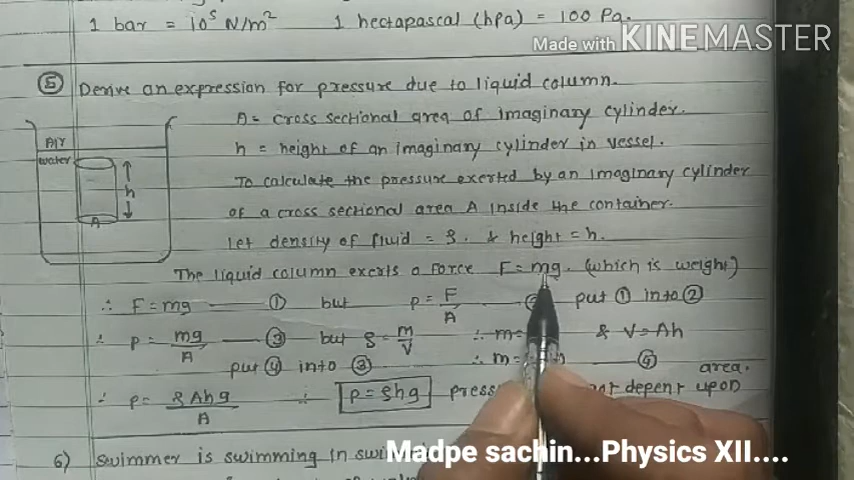 1 bar = 10⁵ N/m² 1 hectapascal (hpa) = 100 Pa.
Made with KINEMASTER
⑤ Derive an expression for pressure due to liquid column.
A = cross sectional area of imaginary cylinder.
AIr
water
h
A
h = height of an imaginary cylinder in vessel.
To calculate the pressure exerted by an imaginary cylinder
of a cross sectional area A inside the container.
Let density of fluid = ρ. & height = h.
The liquid column exerts a force F = mg. (which is weight)
∴ F = mg —— ① but p = F/A —— put ① into ②
∴ p = mg/A —— ③ but ρ = m/V ∴ m = & V = Ah
put ④ into ③ ∴ m = —— ④
∴ p = ρAhg/A ∴ p = ρhg depent upon area.
6) Swimmer is swimming in
Madpe sachin...Physics XII....